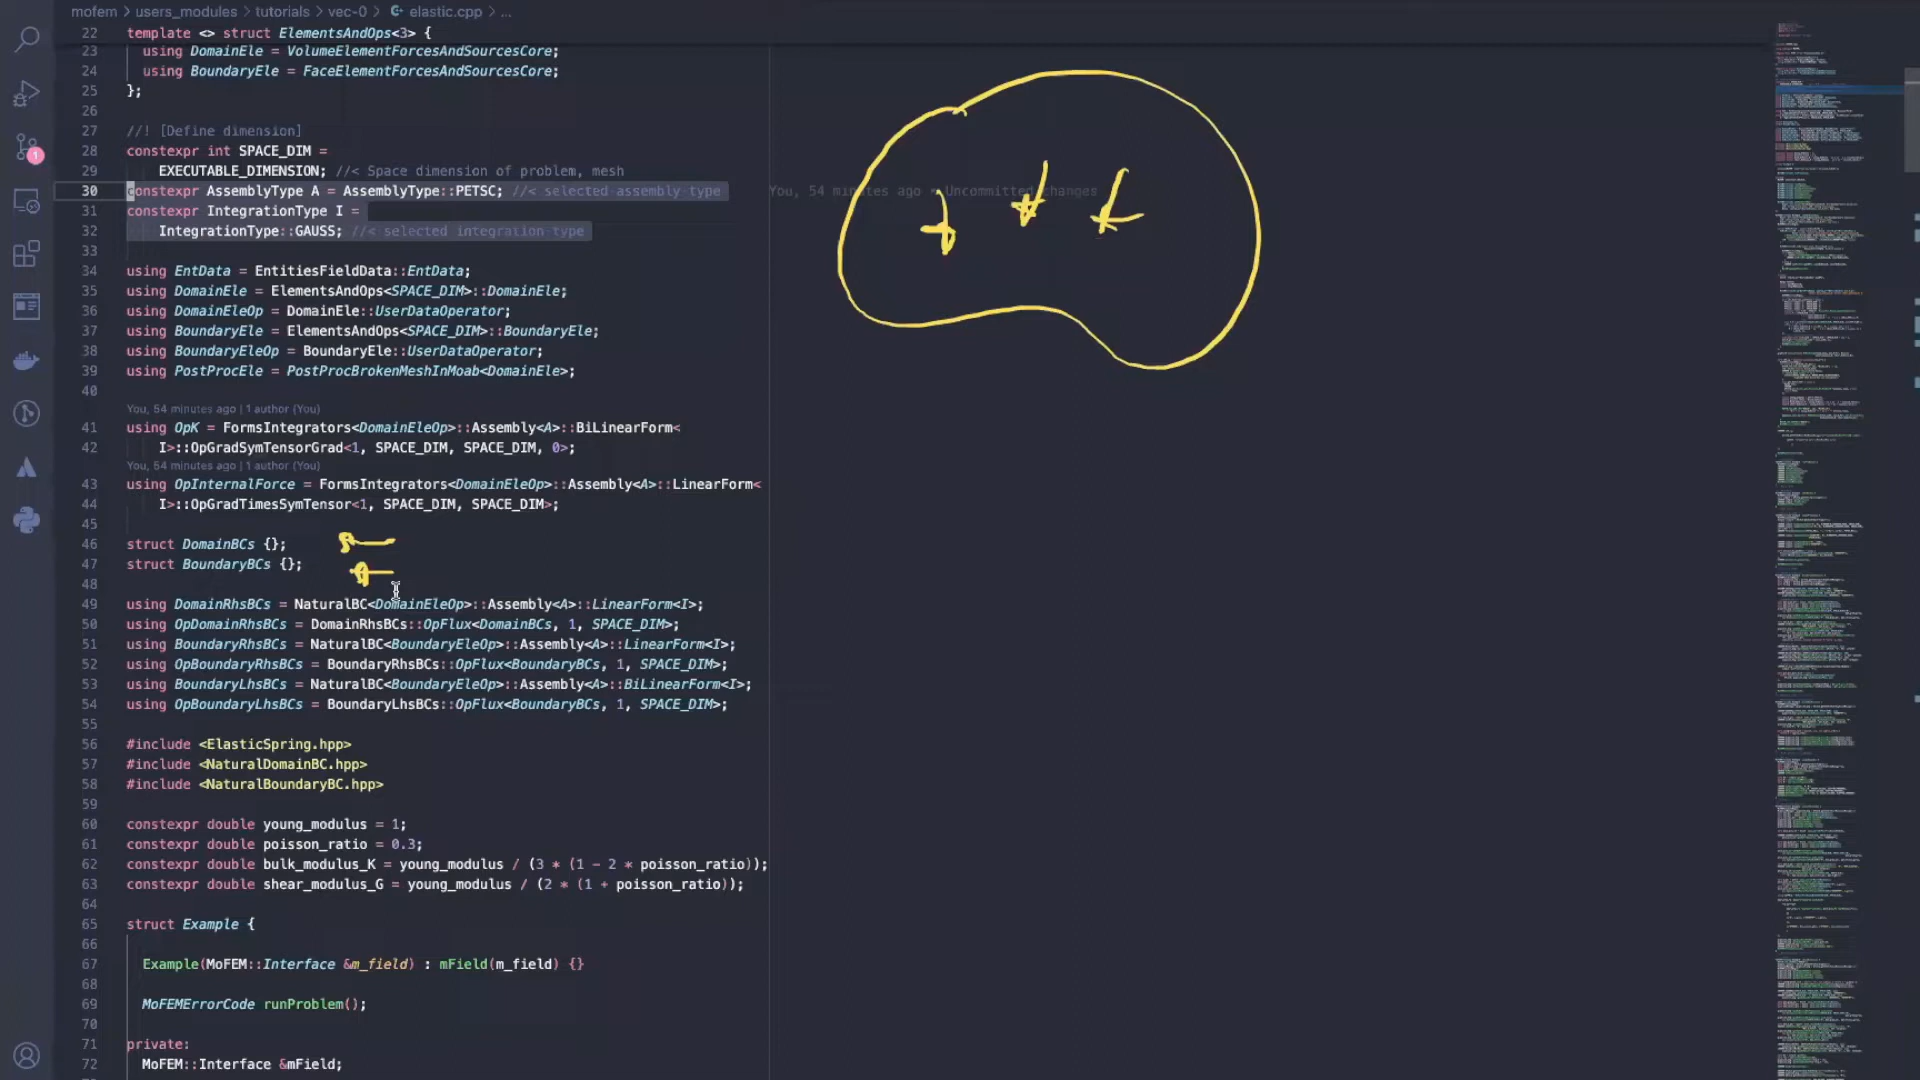 mofem > users_modules > tutorials > vec-0 > elastic.cpp > ...
22 template <> struct ElementsAndOps<3> {
23 using DomainEle = VolumeElementForcesAndSourcesCore;
24 using BoundaryEle = FaceElementForcesAndSourcesCore;
25 };
26
27 //! [Define dimension]
28 constexpr int SPACE_DIM =
29 EXECUTABLE_DIMENSION; //< Space dimension of problem, mesh
30 constexpr AssemblyType A = AssemblyType::PETSC; //< selected assembly type You, 54 minutes ago • Uncommitted changes
31 constexpr IntegrationType I =
32 IntegrationType::GAUSS; //< selected integration type
33
34 using EntData = EntitiesFieldData::EntData;
35 using DomainEle = ElementsAndOps<SPACE_DIM>::DomainEle;
36 using DomainEleOp = DomainEle::UserDataOperator;
37 using BoundaryEle = ElementsAndOps<SPACE_DIM>::BoundaryEle;
38 using BoundaryEleOp = BoundaryEle::UserDataOperator;
39 using PostProcEle = PostProcBrokenMeshInMoab<DomainEle>;
40
You, 54 minutes ago | 1 author (You)
41 using OpK = FormsIntegrators<DomainEleOp>::Assembly<A>::BiLinearForm<
42 I>::OpGradSymTensorGrad<1, SPACE_DIM, SPACE_DIM, 0>;
You, 54 minutes ago | 1 author (You)
43 using OpInternalForce = FormsIntegrators<DomainEleOp>::Assembly<A>::LinearForm<
44 I>::OpGradTimesSymTensor<1, SPACE_DIM, SPACE_DIM>;
45
46 struct DomainBCs {};
47 struct BoundaryBCs {};
48
49 using DomainRhsBCs = NaturalBC<DomainEleOp>::Assembly<A>::LinearForm<I>;
50 using OpDomainRhsBCs = DomainRhsBCs::OpFlux<DomainBCs, 1, SPACE_DIM>;
51 using BoundaryRhsBCs = NaturalBC<BoundaryEleOp>::Assembly<A>::LinearForm<I>;
52 using OpBoundaryRhsBCs = BoundaryRhsBCs::OpFlux<BoundaryBCs, 1, SPACE_DIM>;
53 using BoundaryLhsBCs = NaturalBC<BoundaryEleOp>::Assembly<A>::BiLinearForm<I>;
54 using OpBoundaryLhsBCs = BoundaryLhsBCs::OpFlux<BoundaryBCs, 1, SPACE_DIM>;
55
56 #include <ElasticSpring.hpp>
57 #include <NaturalDomainBC.hpp>
58 #include <NaturalBoundaryBC.hpp>
59
60 constexpr double young_modulus = 1;
61 constexpr double poisson_ratio = 0.3;
62 constexpr double bulk_modulus_K = young_modulus / (3 * (1 - 2 * poisson_ratio));
63 constexpr double shear_modulus_G = young_modulus / (2 * (1 + poisson_ratio));
64
65 struct Example {
66
67 Example(MoFEM::Interface &m_field) : mField(m_field) {}
68
69 MoFEMErrorCode runProblem();
70
71 private:
72 MoFEM::Interface &mField;
1